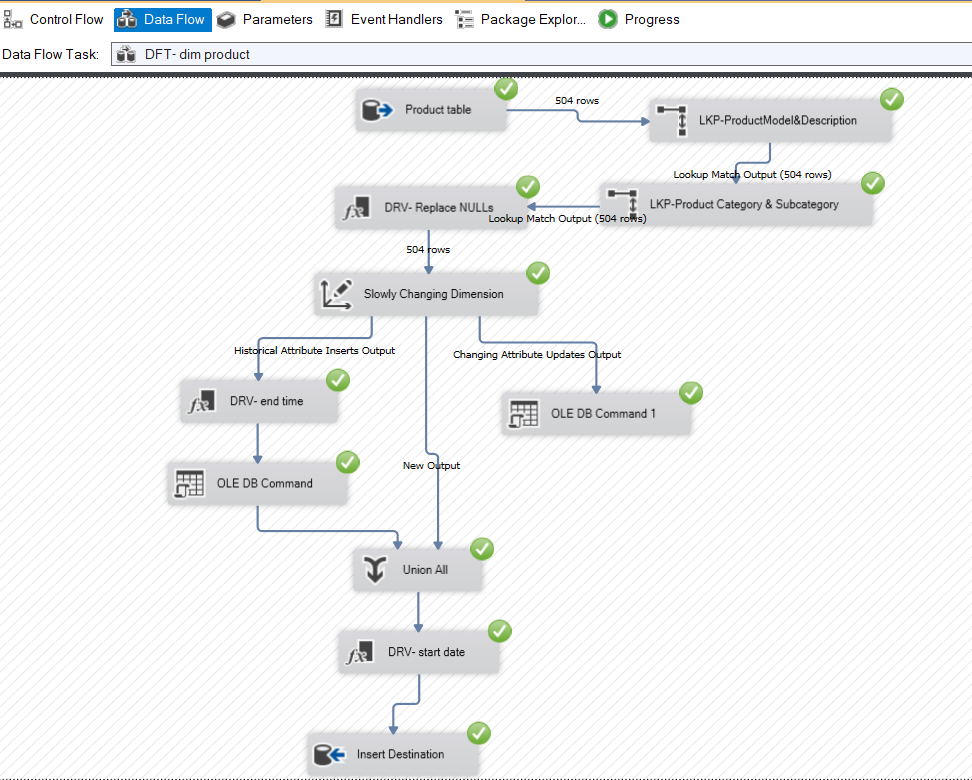 Control Flow
Data Flow
Parameters
Event Handlers
Package Explor...
Progress
Data Flow Task:
DFT- dim product
Product table
504 rows
LKP-ProductModel&Description
Lookup Match Output (504 rows)
LKP-Product Category & Subcategory
Lookup Match Output (504 rows)
DRV- Replace NULLs
504 rows
Slowly Changing Dimension
Historical Attribute Inserts Output
Changing Attribute Updates Output
DRV- end time
OLE DB Command 1
New Output
OLE DB Command
Union All
DRV- start date
Insert Destination